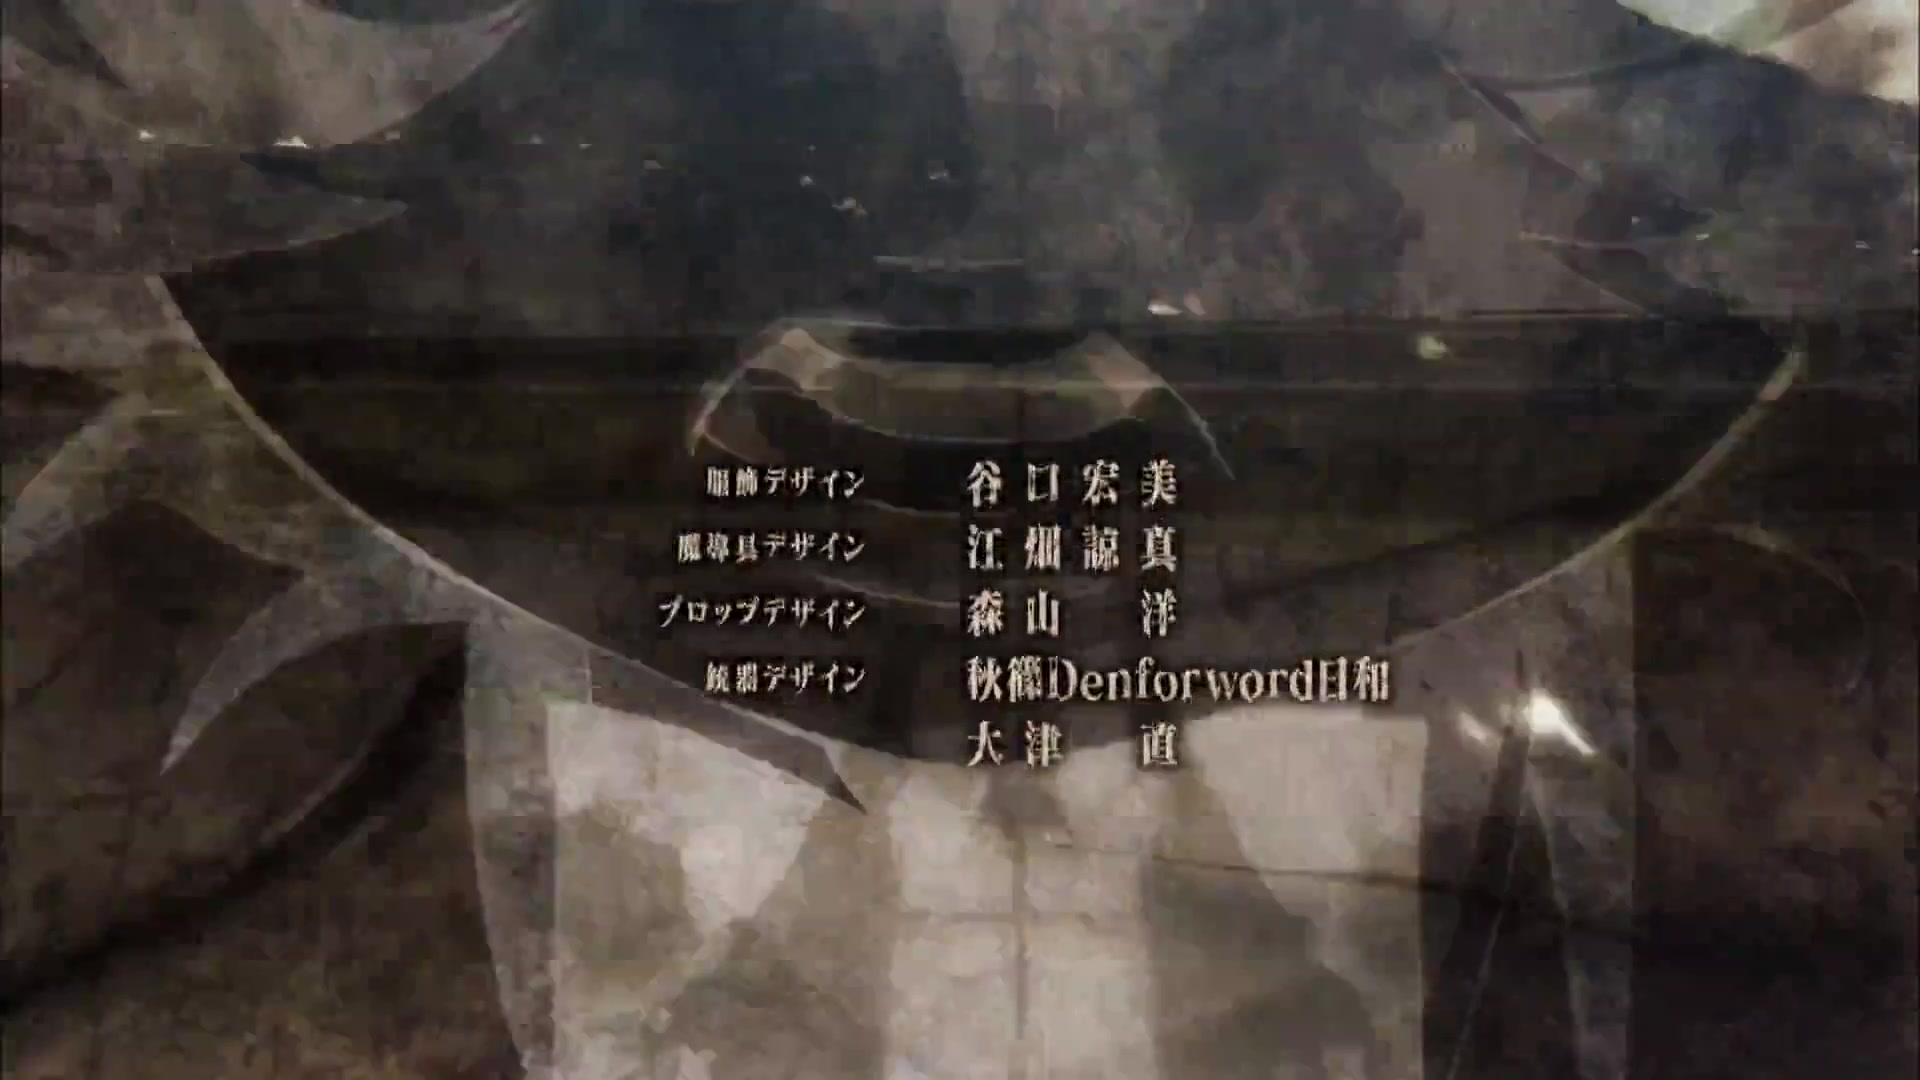 服飾デザイン 谷口宏美
魔導具デザイン 江畑諒真
プロップデザイン 森山 洋
銃器デザイン 秋篠Denforword日和
大津 直